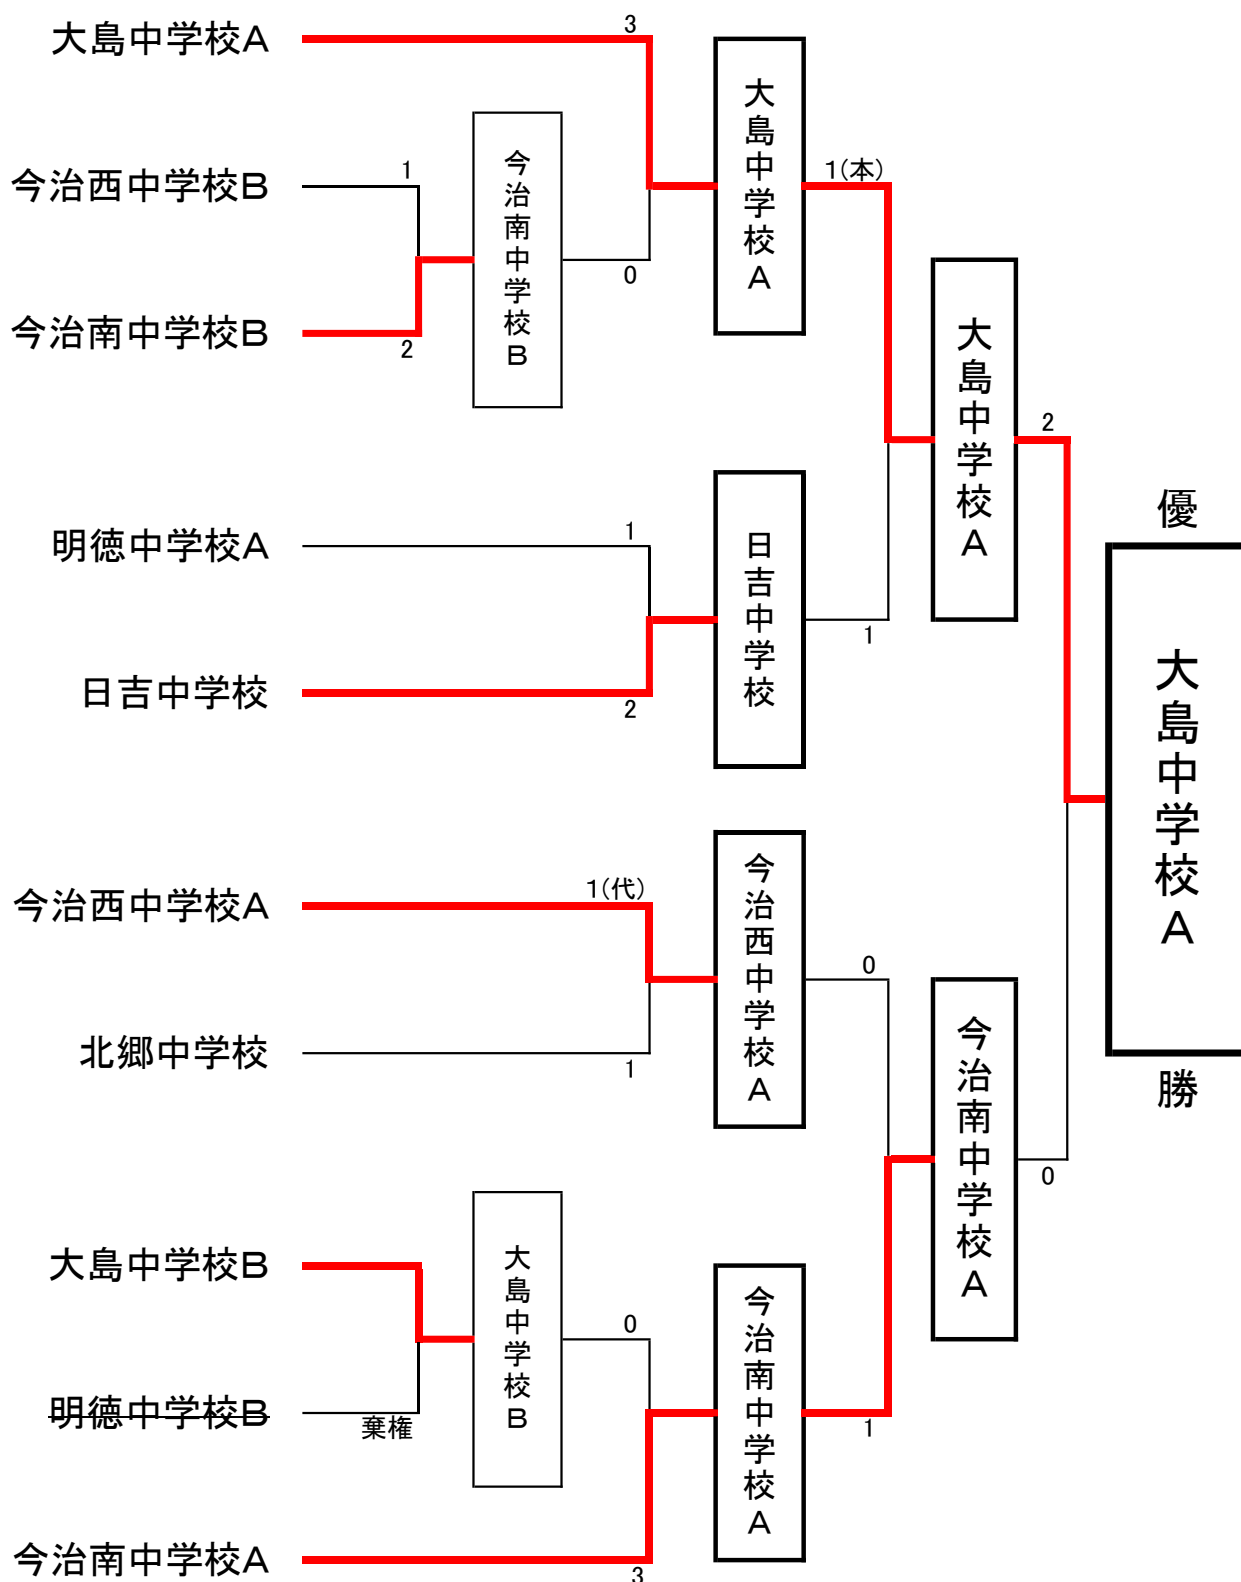 大島中学校A
3
今治西中学校B
1
今治南中学校B
2
今治南中学校B
0
大島中学校A
1(本)
明徳中学校A
1
日吉中学校
2
日吉中学校
1
大島中学校A
2
今治西中学校A
1(代)
北郷中学校
1
今治西中学校A
0
大島中学校B
明徳中学校B
棄権
大島中学校B
0
今治南中学校A
3
今治南中学校A
1
今治南中学校A
0
優
大島中学校A
勝